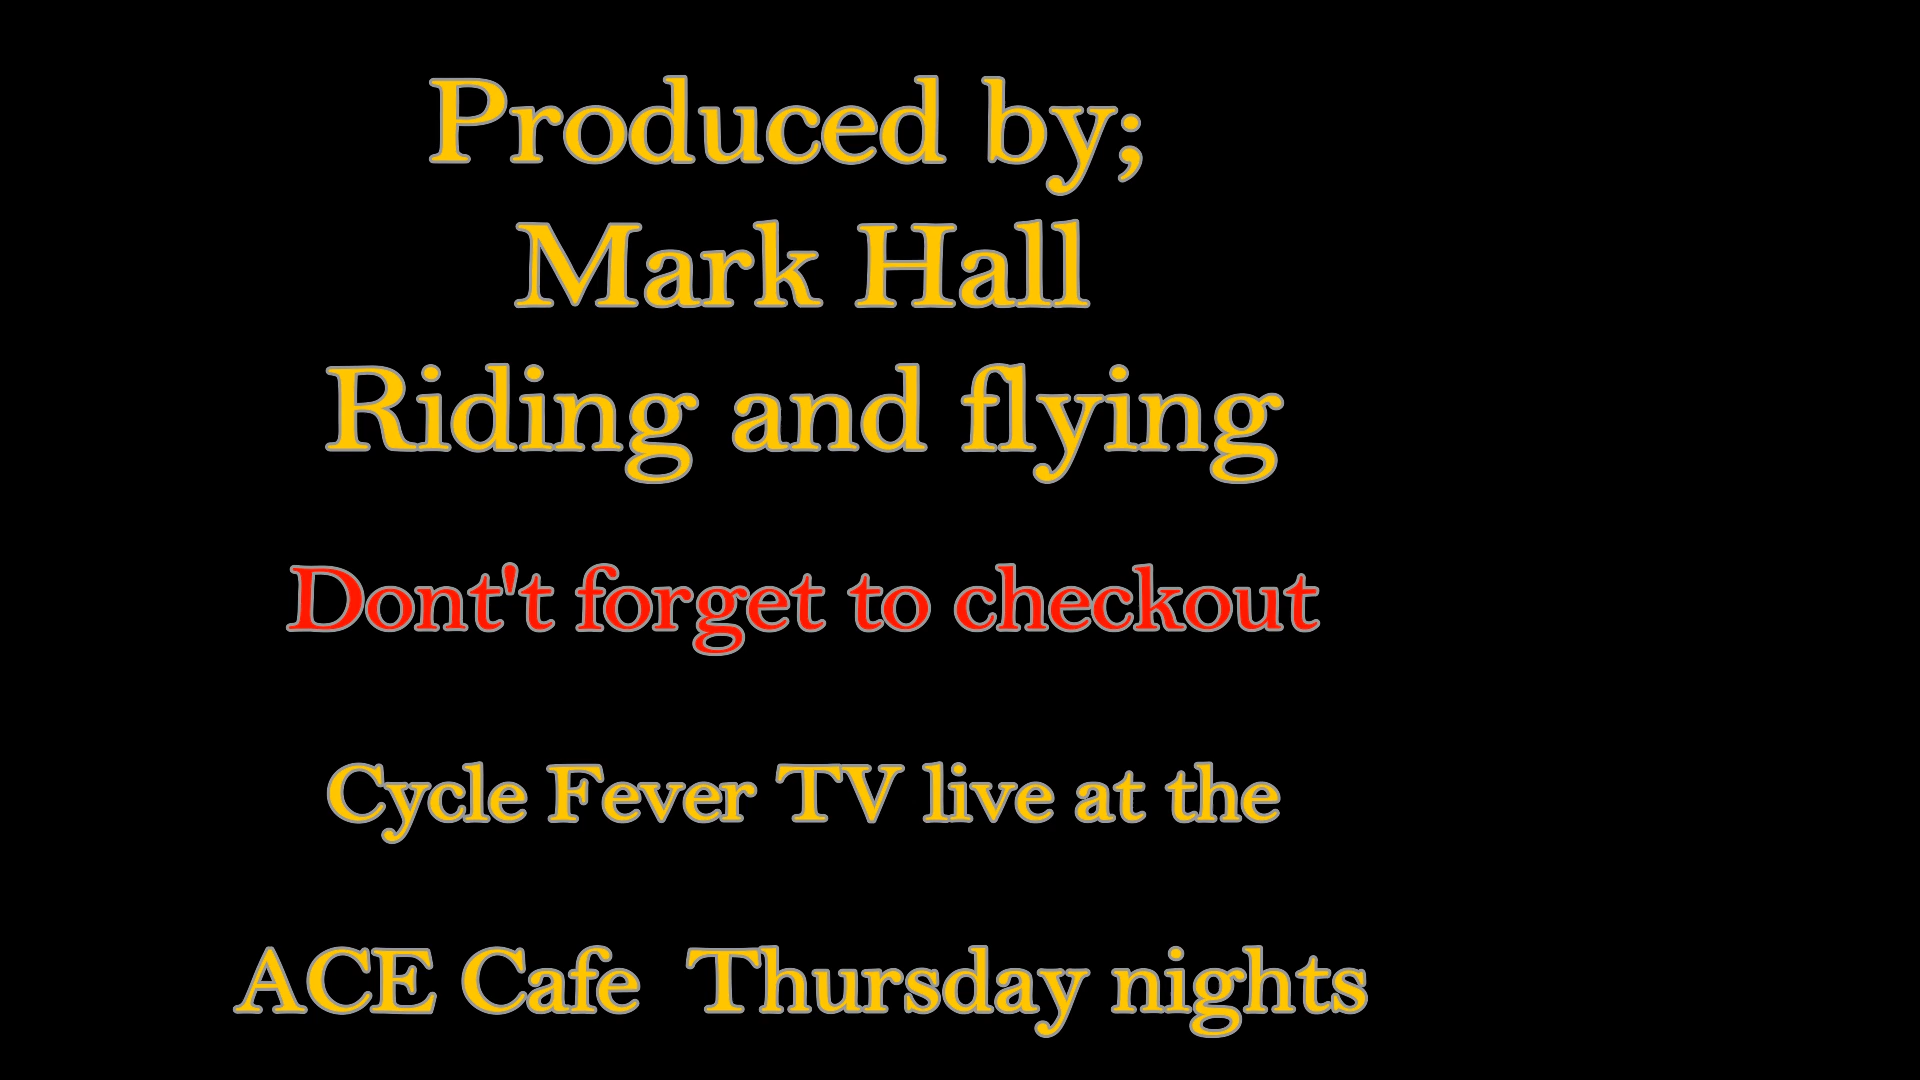 Produced by;
Mark Hall
Riding and flying
Dont't forget to checkout
Cycle Fever TV live at the
ACE Cafe  Thursday nights